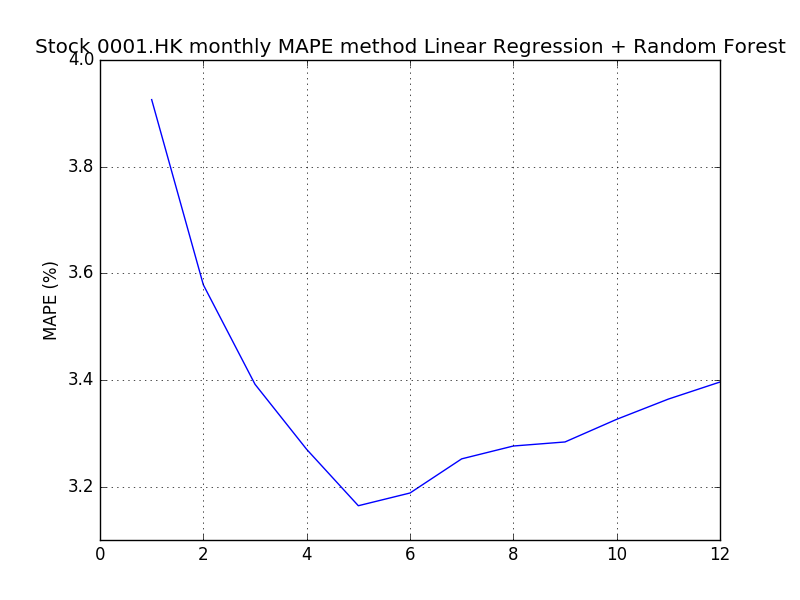 Stock 0001.HK monthly MAPE method Linear Regression + Random Forest
4.0
3.8
3.6
3.4
3.2
MAPE (%)
0 2 4 6 8 10 12